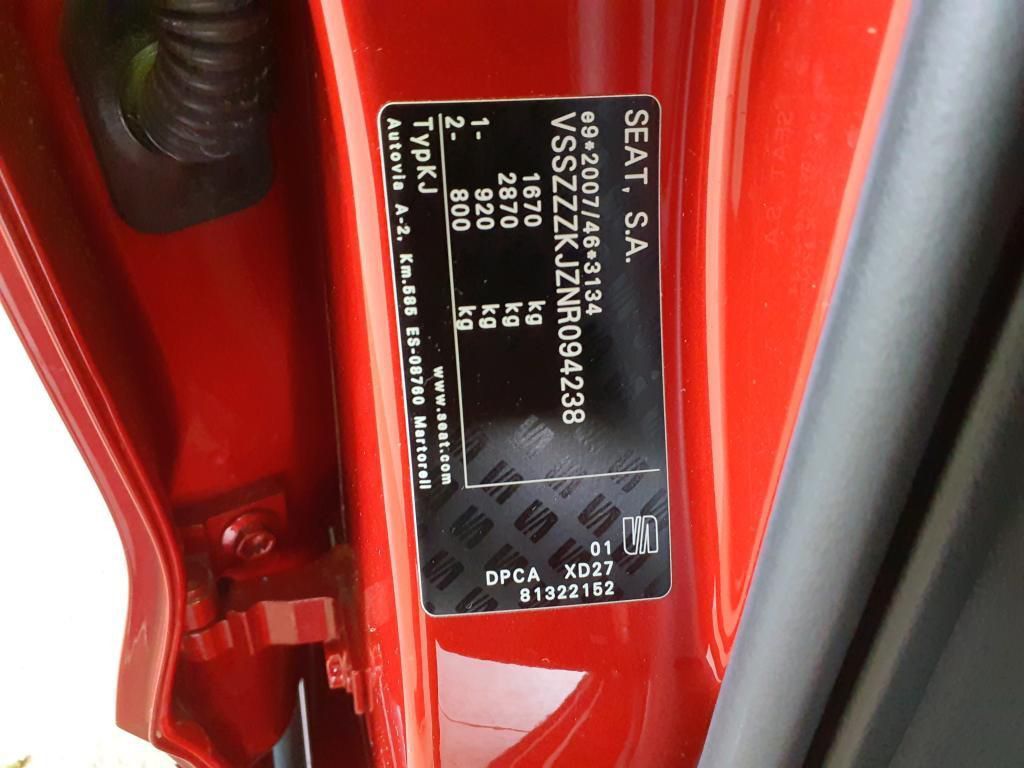 SEAT, S.A.
e9*2007/46*3134
VSSZZZKJZNR094238
1670 kg
2870 kg
1- 920 kg
2- 800 kg
TypKJ www.seat.com
Autovia A-2, Km.585 ES-08760 Martorell
01
DPCA XD27
81322152